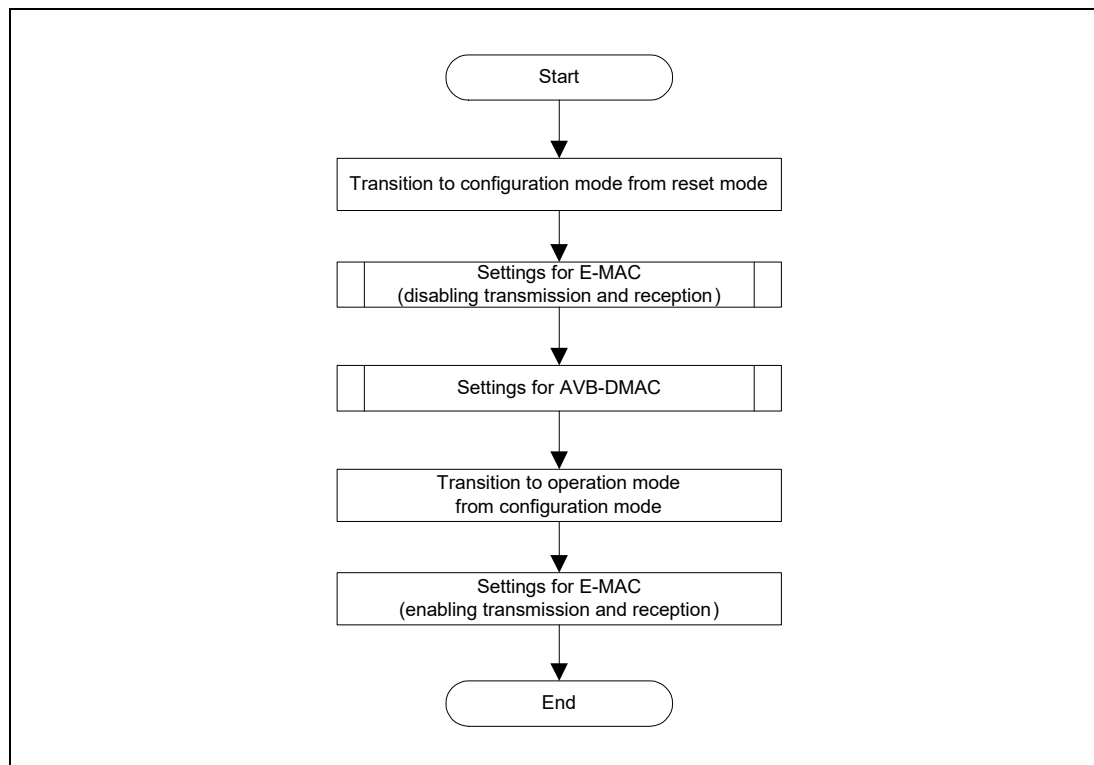 Start
Transition to configuration mode from reset mode
Settings for E-MAC
(disabling transmission and reception)
Settings for AVB-DMAC
Transition to operation mode
from configuration mode
Settings for E-MAC
(enabling transmission and reception)
End